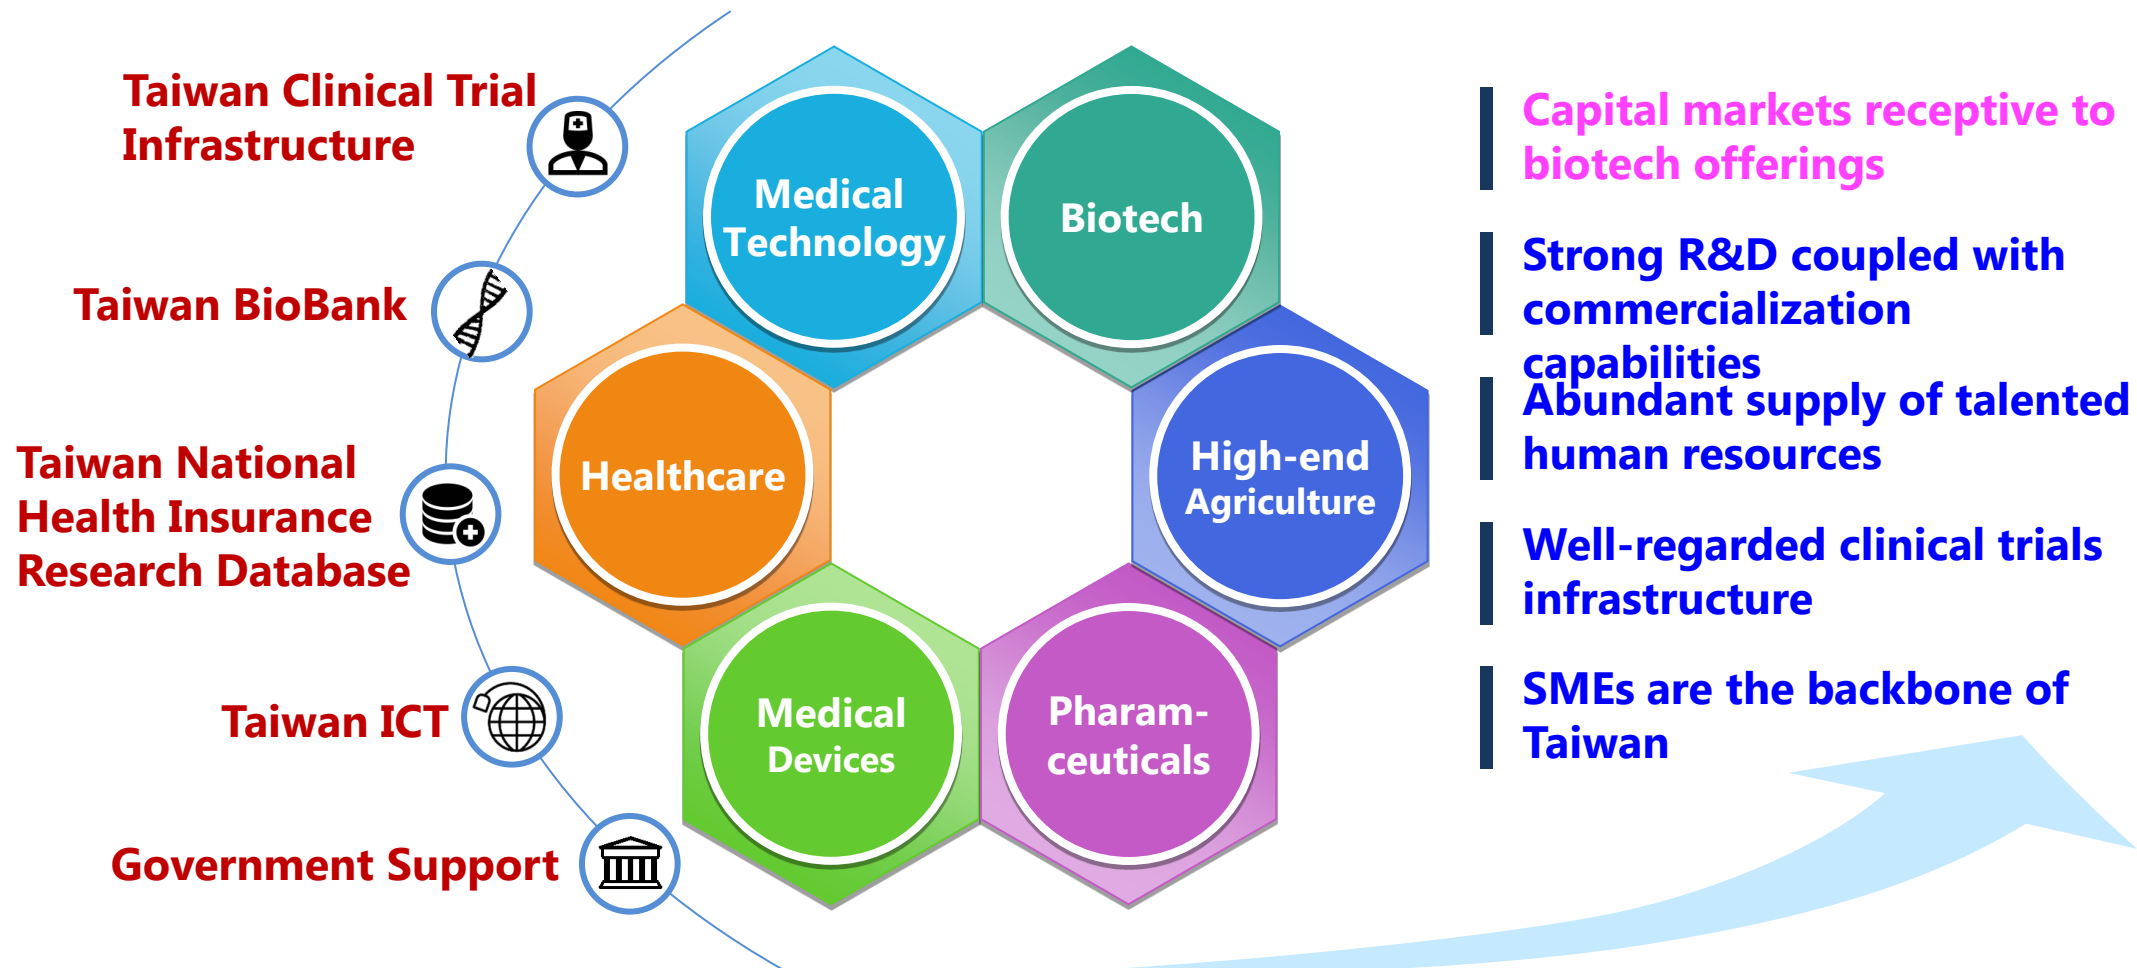 Taiwan Clinical Trial
Infrastructure
Taiwan BioBank
Taiwan National
Health Insurance
Research Database
Taiwan ICT
Government Support
Medical
Technology
Biotech
Healthcare
High-end
Agriculture
Medical
Devices
Pharam-
ceuticals
Capital markets receptive to
biotech offerings
Strong R&D coupled with
commercialization
capabilities
Abundant supply of talented
human resources
Well-regarded clinical trials
infrastructure
SMEs are the backbone of
Taiwan